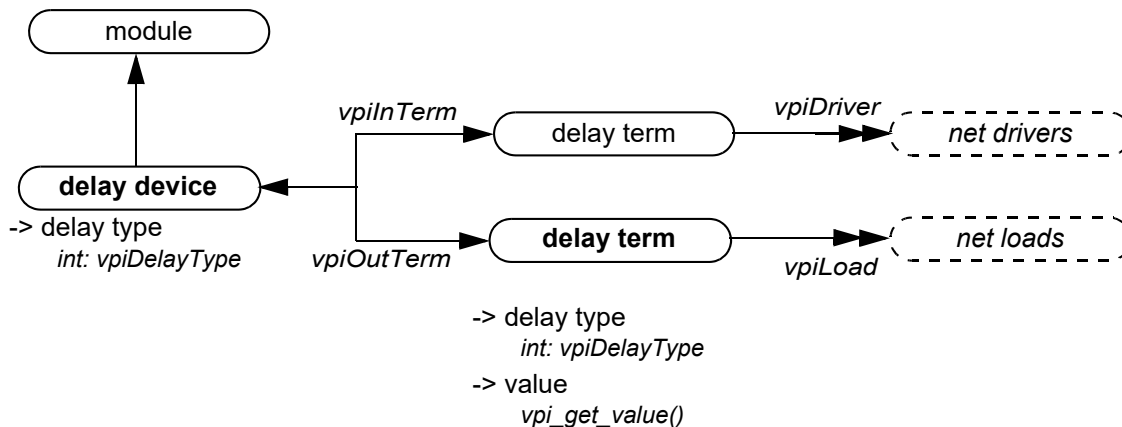 module
vpiInTerm
delay term
vpiDriver
net drivers
delay device
-> delay type
int: vpiDelayType
vpiOutTerm
delay term
vpiLoad
net loads
-> delay type
int: vpiDelayType
-> value
vpi_get_value()